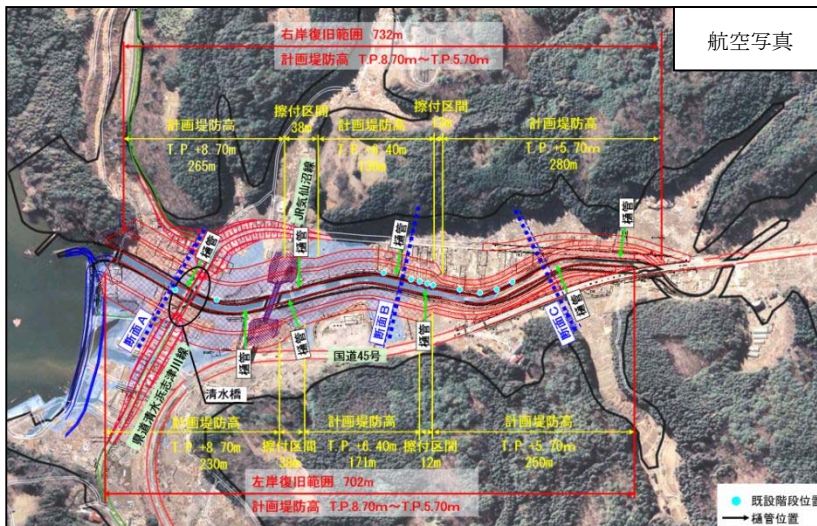 航空写真
右岸復旧範囲 732m
計画堤防高 T.P.8.70m～T.P.5.70m
擦付区間
38m
擦付区間
計画堤防高
T.P.+8.70m
265m
計画堤防高
計画堤防高
T.P.+5.70m
280m
JR気仙沼線
樋管
樋管
樋管
樋管
断面A
断面B
断面C
樋管
樋管
樋管
樋管
国道45号
清水橋
県道清水浜志津川線
計画堤防高
T.P.+8.70m
230m
擦付区間
計画堤防高
T.P.+6.40m
171m
擦付区間
12m
計画堤防高
T.P.+5.70m
250m
左岸復旧範囲 702m
計画堤防高 T.P.8.70m～T.P.5.70m
既設階段位置
樋管位置